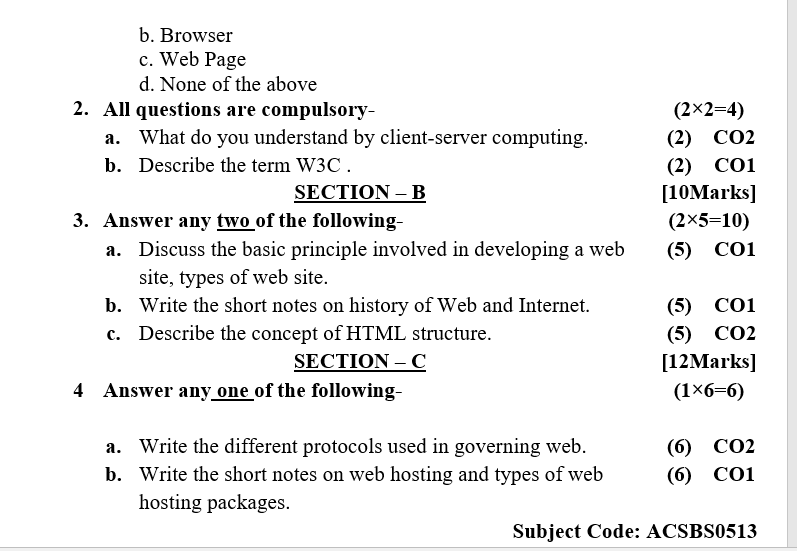 b. Browser
c. Web Page
d. None of the above
2. All questions are compulsory- (2×2=4)
a. What do you understand by client-server computing. (2) CO2
b. Describe the term W3C . (2) CO1
SECTION – B [10Marks]
3. Answer any two of the following- (2×5=10)
a. Discuss the basic principle involved in developing a web (5) CO1
site, types of web site.
b. Write the short notes on history of Web and Internet. (5) CO1
c. Describe the concept of HTML structure. (5) CO2
SECTION – C [12Marks]
4 Answer any one of the following- (1×6=6)
a. Write the different protocols used in governing web. (6) CO2
b. Write the short notes on web hosting and types of web (6) CO1
hosting packages.
Subject Code: ACSBS0513